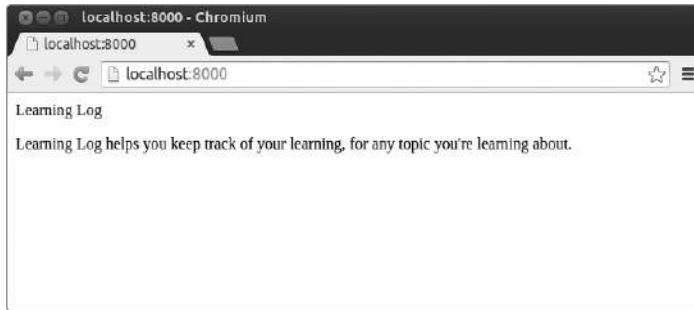 localhost:8000 - Chromium
localhost:8000 ×
localhost:8000
Learning Log
Learning Log helps you keep track of your learning, for any topic you're learning about.